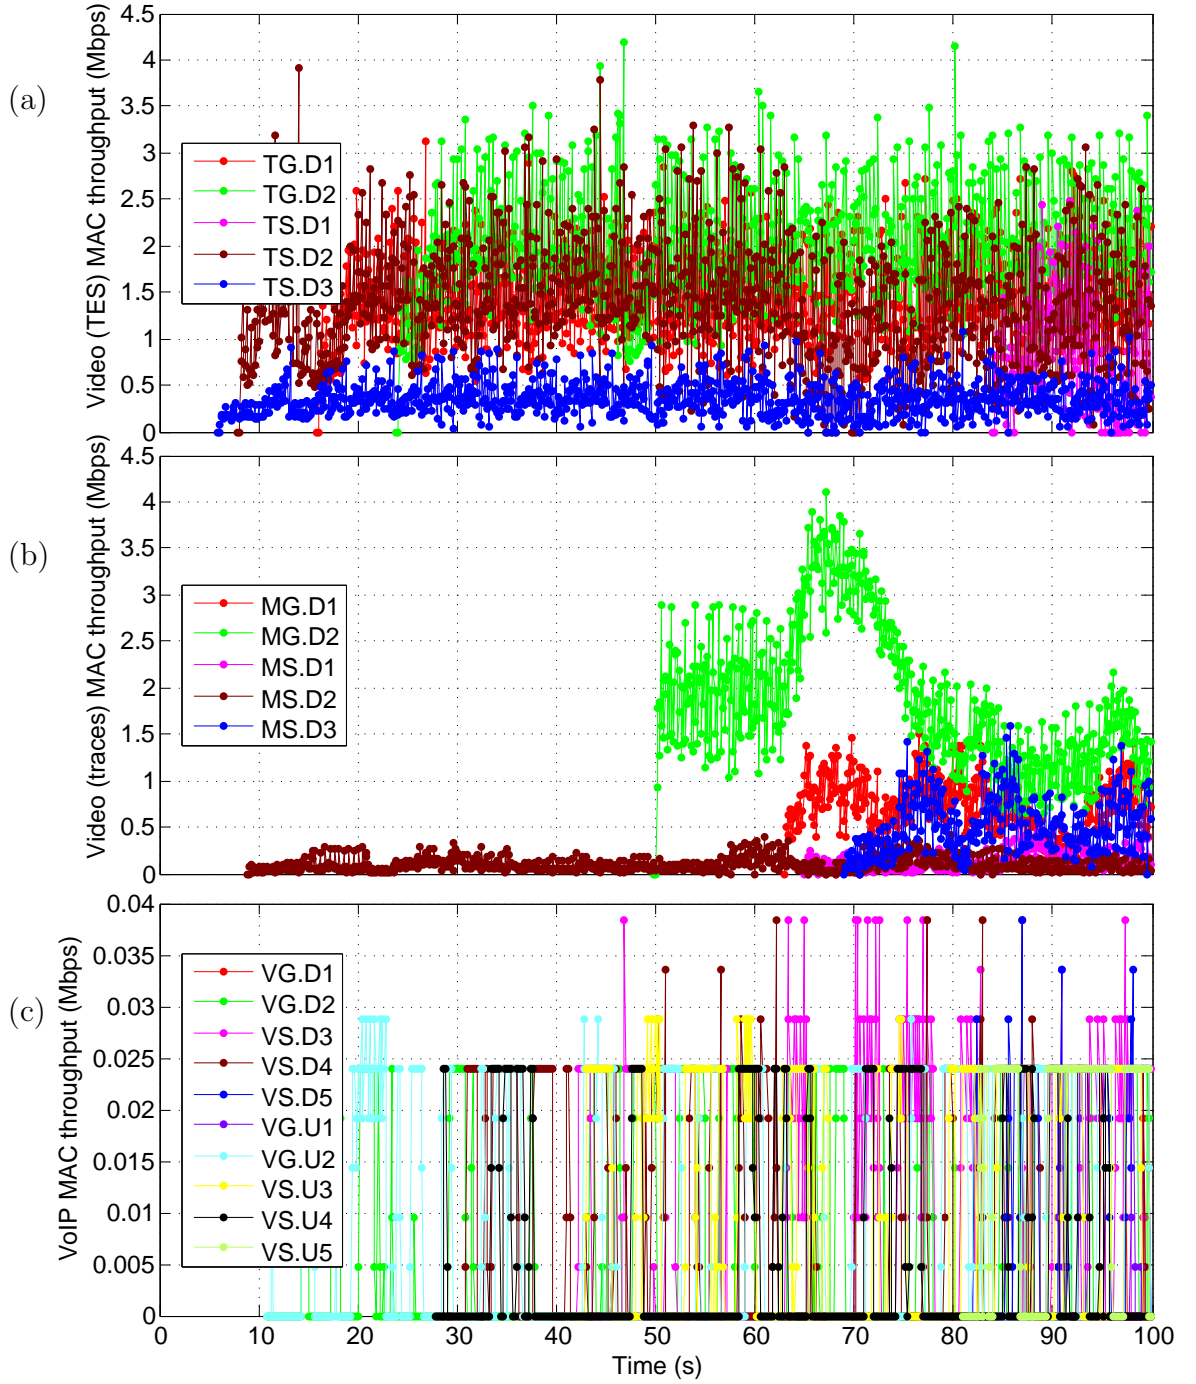 (a)
Video (TES) MAC throughput (Mbps)
4.5
4
3.5
3
2.5
2
1.5
1
0.5
0
TG.D1
TG.D2
TS.D1
TS.D2
TS.D3
(b)
Video (traces) MAC throughput (Mbps)
4.5
4
3.5
3
2.5
2
1.5
1
0.5
0
MG.D1
MG.D2
MS.D1
MS.D2
MS.D3
(c)
VoIP MAC throughput (Mbps)
0.04
0.035
0.03
0.025
0.02
0.015
0.01
0.005
0
VG.D1
VG.D2
VS.D3
VS.D4
VS.D5
VG.U1
VG.U2
VS.U3
VS.U4
VS.U5
0 10 20 30 40 50 60 70 80 90 100
Time (s)